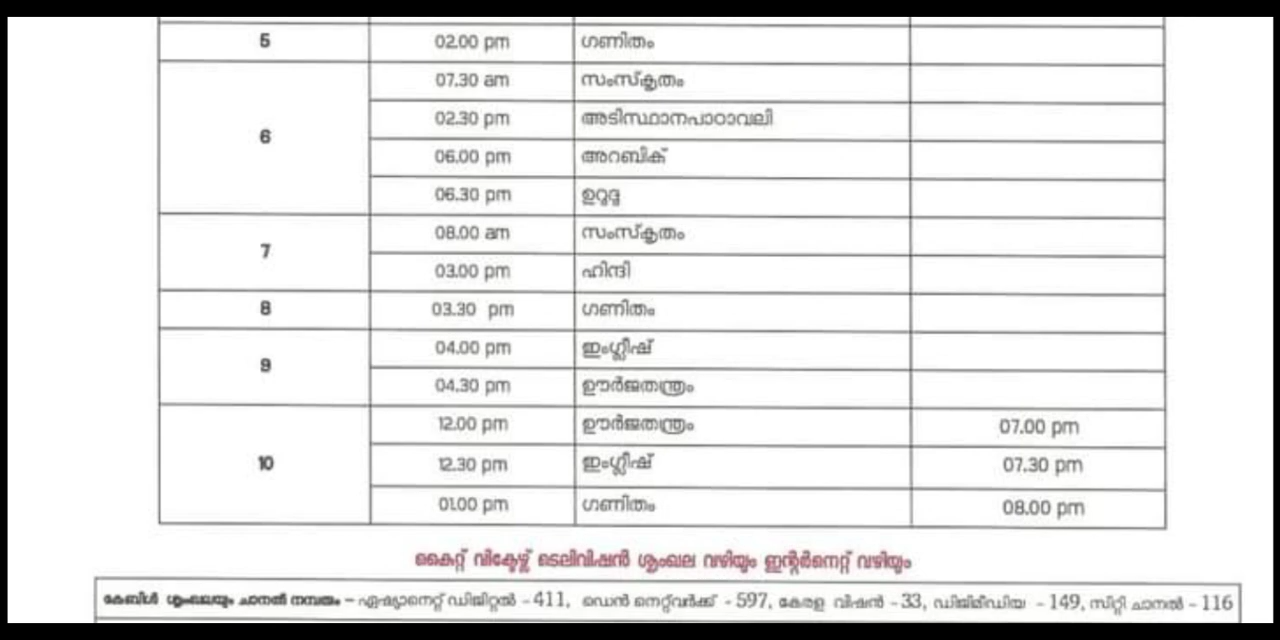 5 02.00 pm ഗണിതം
6 07.30 am സംസ്കൃതം
02.30 pm അടിസ്ഥാനപാഠാവലി
06.00 pm അറബിക്
06.30 pm ഉറുദു
7 08.00 am സംസ്കൃതം
03.00 pm ഹിന്ദി
8 03.30 pm ഗണിതം
9 04.00 pm ഇംഗ്ലീഷ്
04.30 pm ഊർജതന്ത്രം
10 12.00 pm ഊർജതന്ത്രം 07.00 pm
12.30 pm ഇംഗ്ലീഷ് 07.30 pm
01.00 pm ഗണിതം 08.00 pm
കൈറ്റ് വിക്ടേഴ്സ് ടെലിവിഷൻ ശൃംഖല വഴിയും ഇന്റർനെറ്റ് വഴിയും
കേബിൾ ശൃംഖലയും ചാനൽ നമ്പരും – ഏഷ്യാനെറ്റ് ഡിജിറ്റൽ - 411, ഡെൻ നെറ്റ്‌വർക്ക് - 597, കേരള വിഷൻ - 33, ഡിജിമീഡിയ - 149, സിറ്റി ചാനൽ - 116